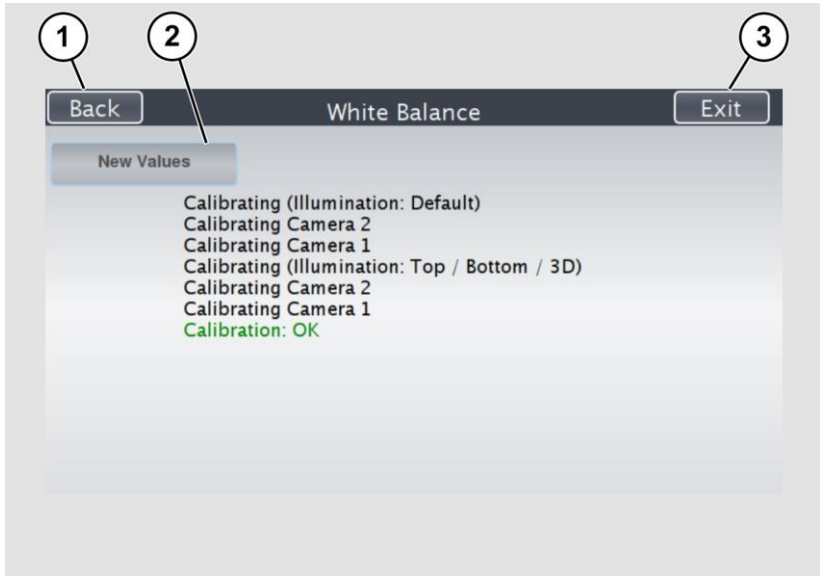 1 2 3
Back White Balance Exit
New Values
Calibrating (Illumination: Default)
Calibrating Camera 2
Calibrating Camera 1
Calibrating (Illumination: Top / Bottom / 3D)
Calibrating Camera 2
Calibrating Camera 1
Calibration: OK